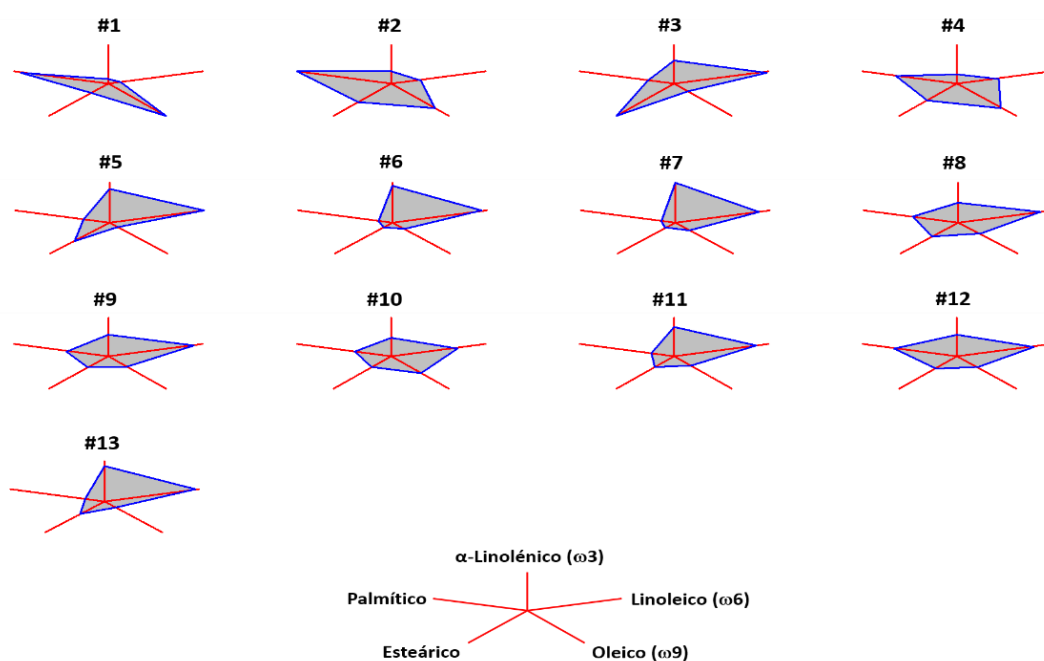 #1 #2 #3 #4
#5 #6 #7 #8
#9 #10 #11 #12
#13
α-Linolénico (ω3)
Palmítico Linoleico (ω6)
Esteárico Oleico (ω9)